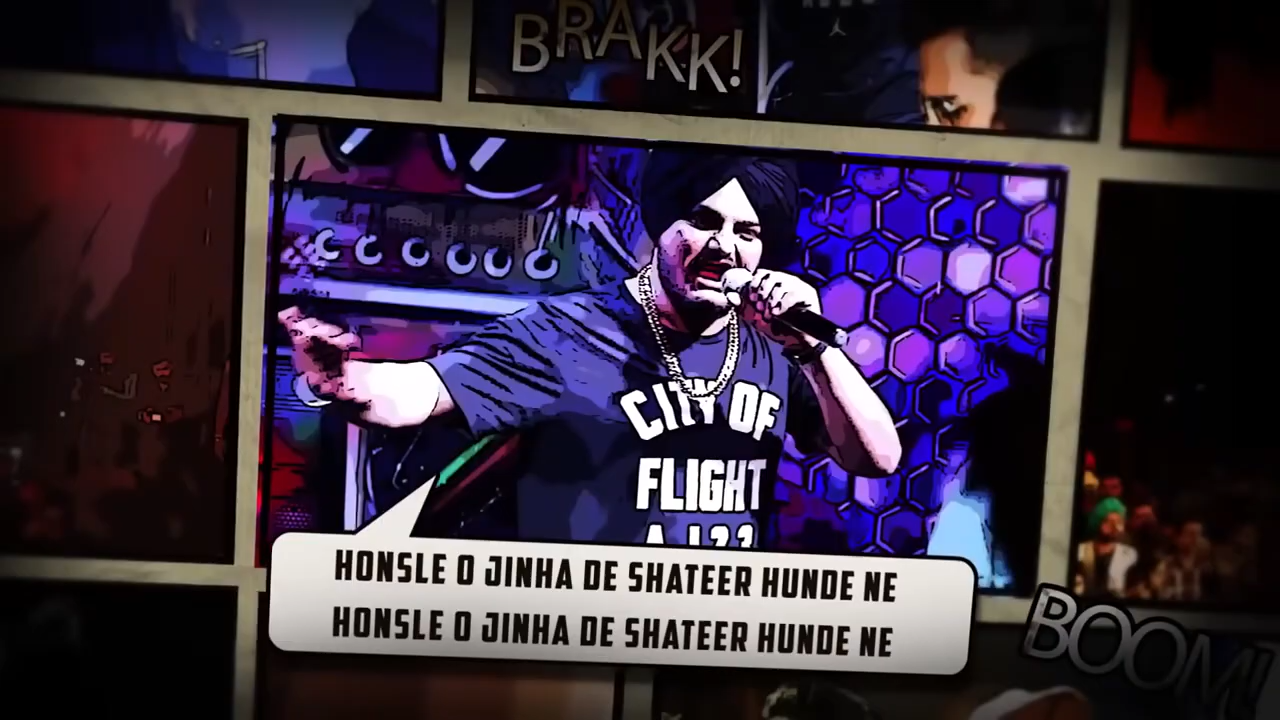 BRAKK!
CITY OF
FLIGHT
HONSLE O JINHA DE SHATEER HUNDE NE
HONSLE O JINHA DE SHATEER HUNDE NE
BOOM!